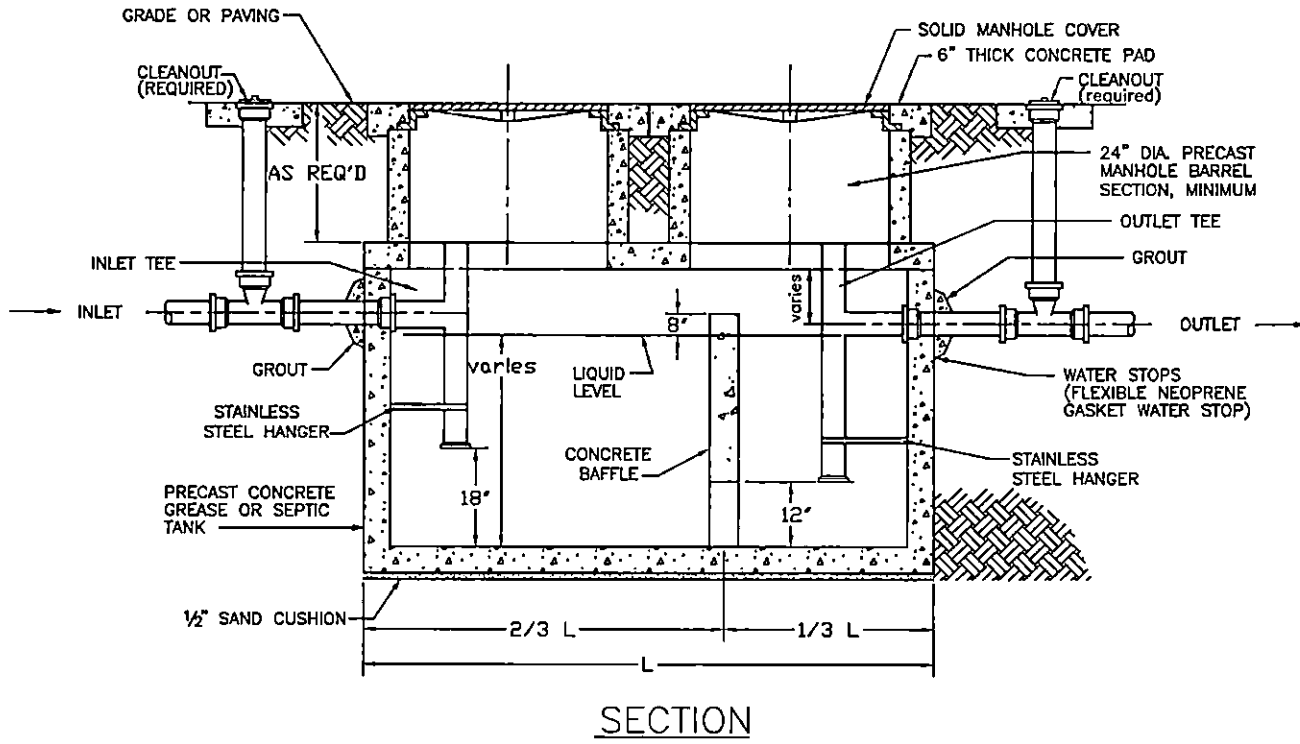 GRADE OR PAVING
SOLID MANHOLE COVER
6" THICK CONCRETE PAD
CLEANOUT
(REQUIRED)
CLEANOUT
(required)
AS REQ'D
24" DIA. PRECAST
MANHOLE BARREL
SECTION, MINIMUM
OUTLET TEE
INLET TEE
GROUT
varies
INLET
8"
OUTLET
GROUT
varies
LIQUID
LEVEL
WATER STOPS
(FLEXIBLE NEOPRENE
GASKET WATER STOP)
STAINLESS
STEEL HANGER
CONCRETE
BAFFLE
STAINLESS
STEEL HANGER
PRECAST CONCRETE
GREASE OR SEPTIC
TANK
18"
12"
1/2" SAND CUSHION
2/3 L
1/3 L
L
SECTION